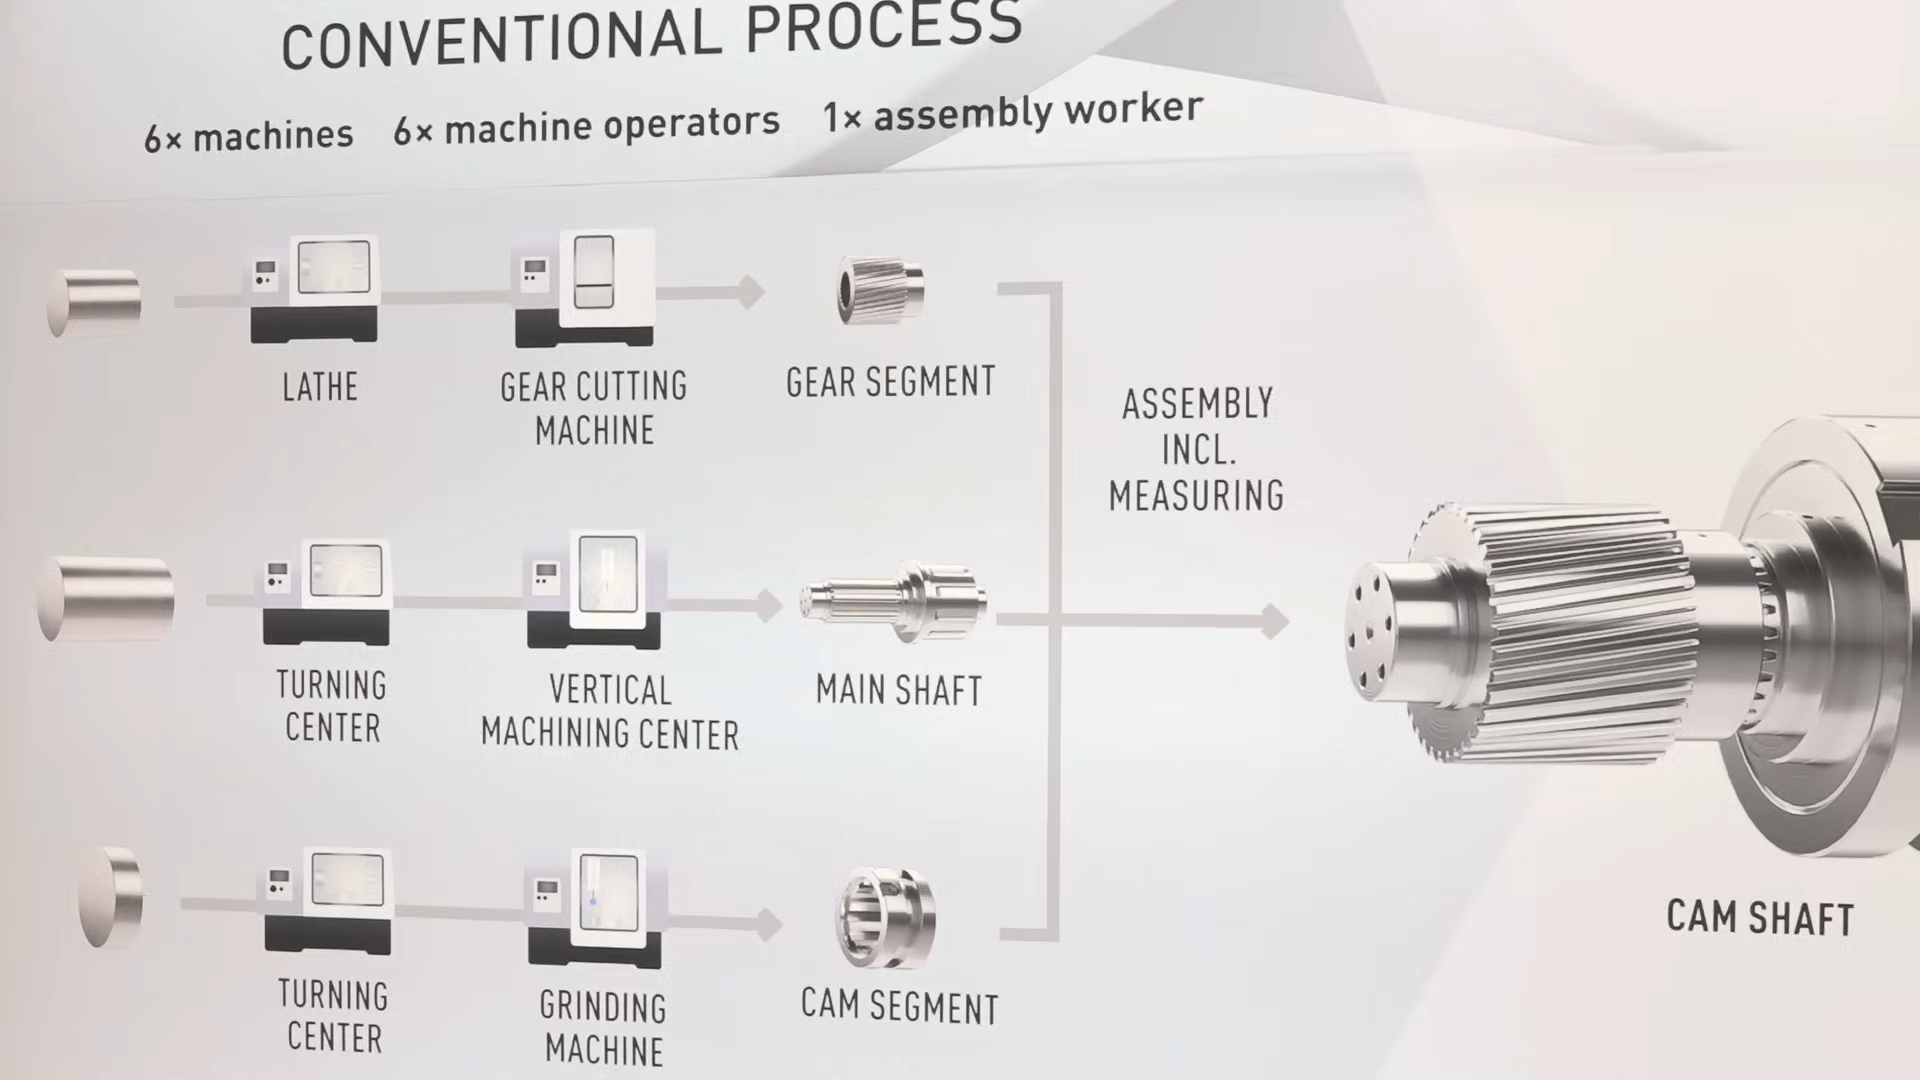 CONVENTIONAL PROCESS
6× machines 6× machine operators 1× assembly worker
LATHE
GEAR CUTTING
MACHINE
GEAR SEGMENT
ASSEMBLY
INCL.
MEASURING
TURNING
CENTER
VERTICAL
MACHINING CENTER
MAIN SHAFT
CAM SHAFT
TURNING
CENTER
GRINDING
MACHINE
CAM SEGMENT